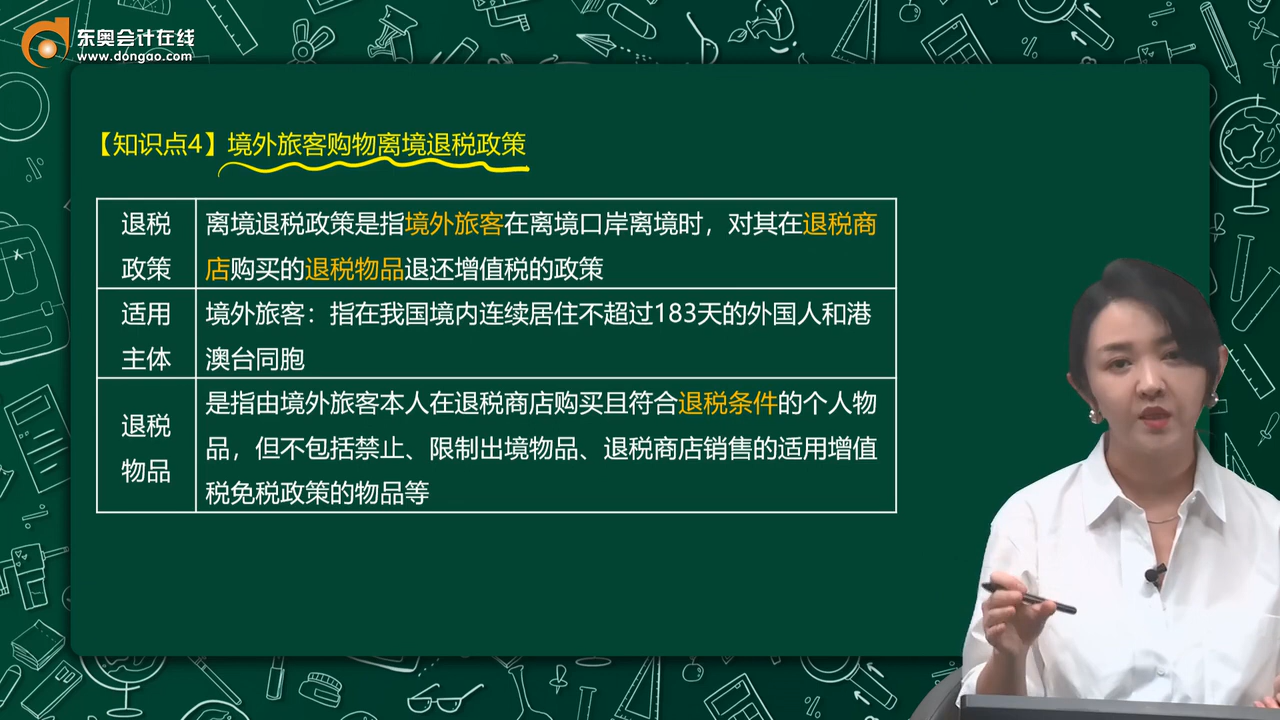 东奥会计在线
www.dongao.com
【知识点4】境外旅客购物离境退税政策
退税
政策
离境退税政策是指境外旅客在离境口岸离境时，对其在退税商
店购买的退税物品退还增值税的政策
适用
主体
境外旅客：指在我国境内连续居住不超过183天的外国人和港
澳台同胞
退税
物品
是指由境外旅客本人在退税商店购买且符合退税条件的个人物
品，但不包括禁止、限制出境物品、退税商店销售的适用增值
税免税政策的物品等